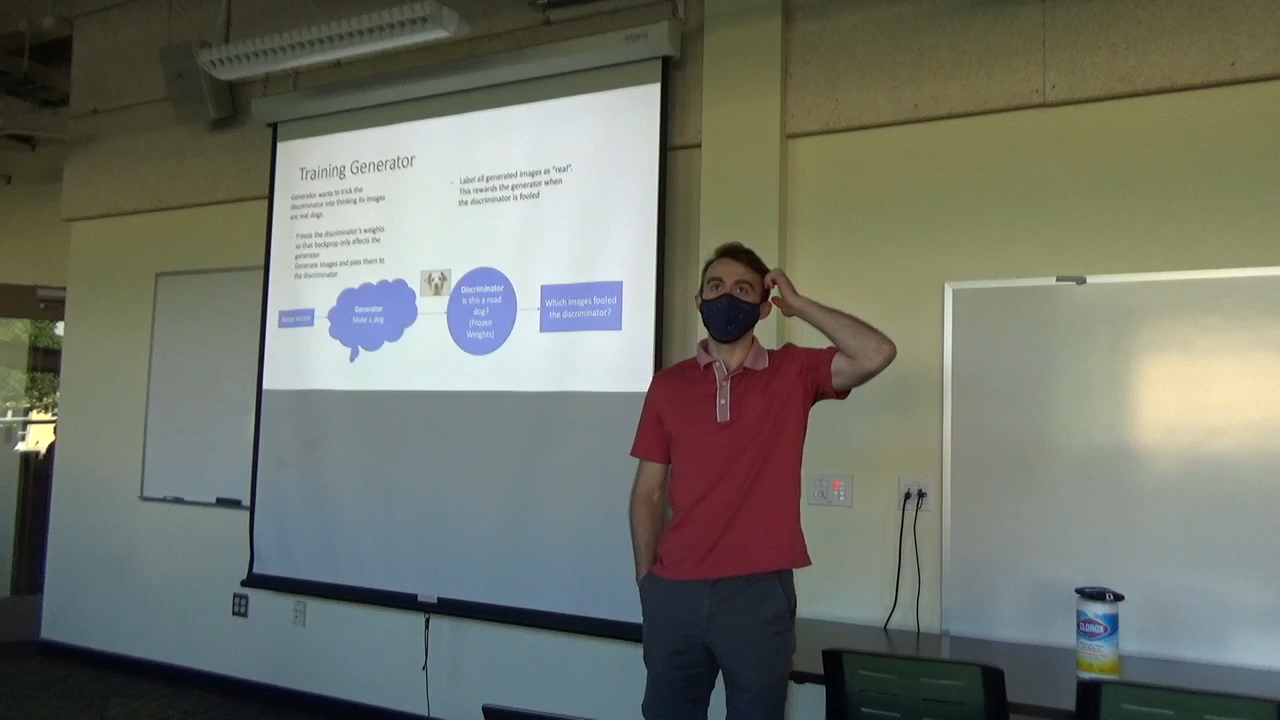 Training Generator
Generator wants to trick the
discriminator into thinking its images
are real dogs.
- Freeze the discriminator's weights
so that backprop only affects the
generator
Generate images and pass them to
the discriminator
- Label all generated images as "real".
This rewards the generator when
the discriminator is fooled
Generator
Make a dog
Discriminator
Is this a read
dog?
(Frozen
Weights)
Which images fooled
the discriminator?
CLOROX